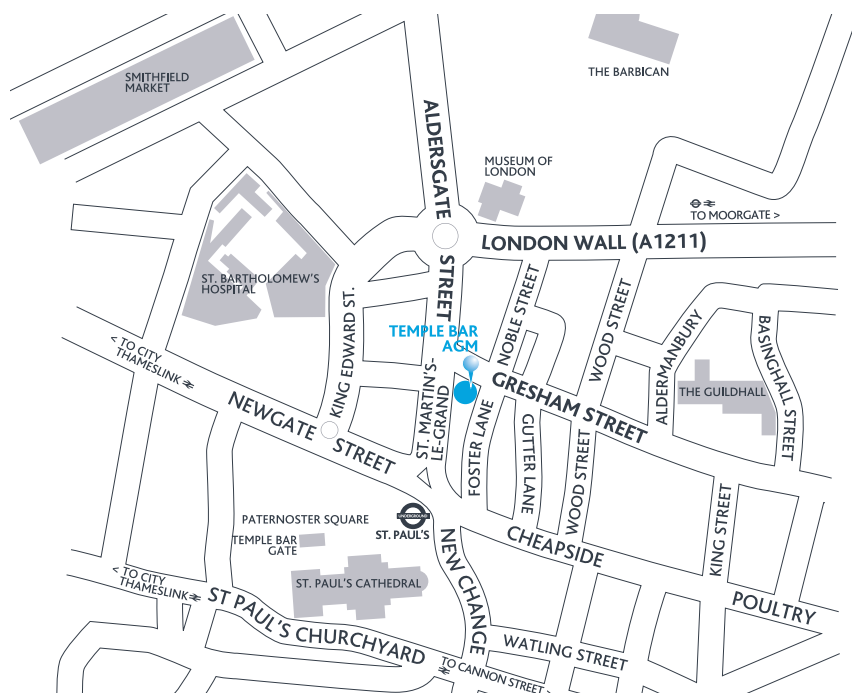 SMITHFIELD
MARKET
THE BARBICAN
ALDERSGATE
STREET
MUSEUM OF
LONDON
TO MOORGATE >
LONDON WALL (A1211)
ST. BARTHOLOMEW'S
HOSPITAL
KING EDWARD ST.
NOBLE STREET
WOOD STREET
TEMPLE BAR
AGM
< TO CITY
THAMESLINK
ALDERMANBURY
BASINGHALL STREET
THE GUILDHALL
GRESHAM STREET
ST. MARTIN'S-
LE-GRAND
NEWGATE
STREET
FOSTER LANE
GUTTER LANE
WOOD STREET
KING STREET
PATERNOSTER SQUARE
UNDERGROUND
ST. PAUL'S
TEMPLE BAR
GATE
CHEAPSIDE
NEW CHANGE
< TO CITY
THAMESLINK
ST. PAUL'S CATHEDRAL
ST PAUL'S CHURCHYARD
POULTRY
WATLING STREET
TO CANNON STREET >